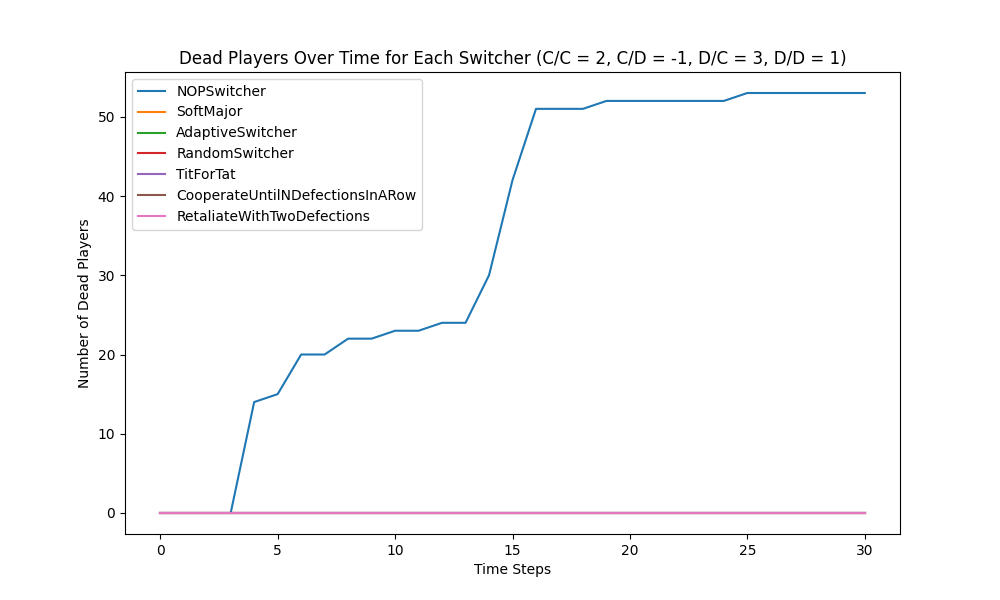 Dead Players Over Time for Each Switcher (C/C = 2, C/D = -1, D/C = 3, D/D = 1)
NOPSwitcher
SoftMajor
AdaptiveSwitcher
RandomSwitcher
TitForTat
CooperateUntilNDefectionsInARow
RetaliateWithTwoDefections
Number of Dead Players
50
40
30
20
10
0
0 5 10 15 20 25 30
Time Steps